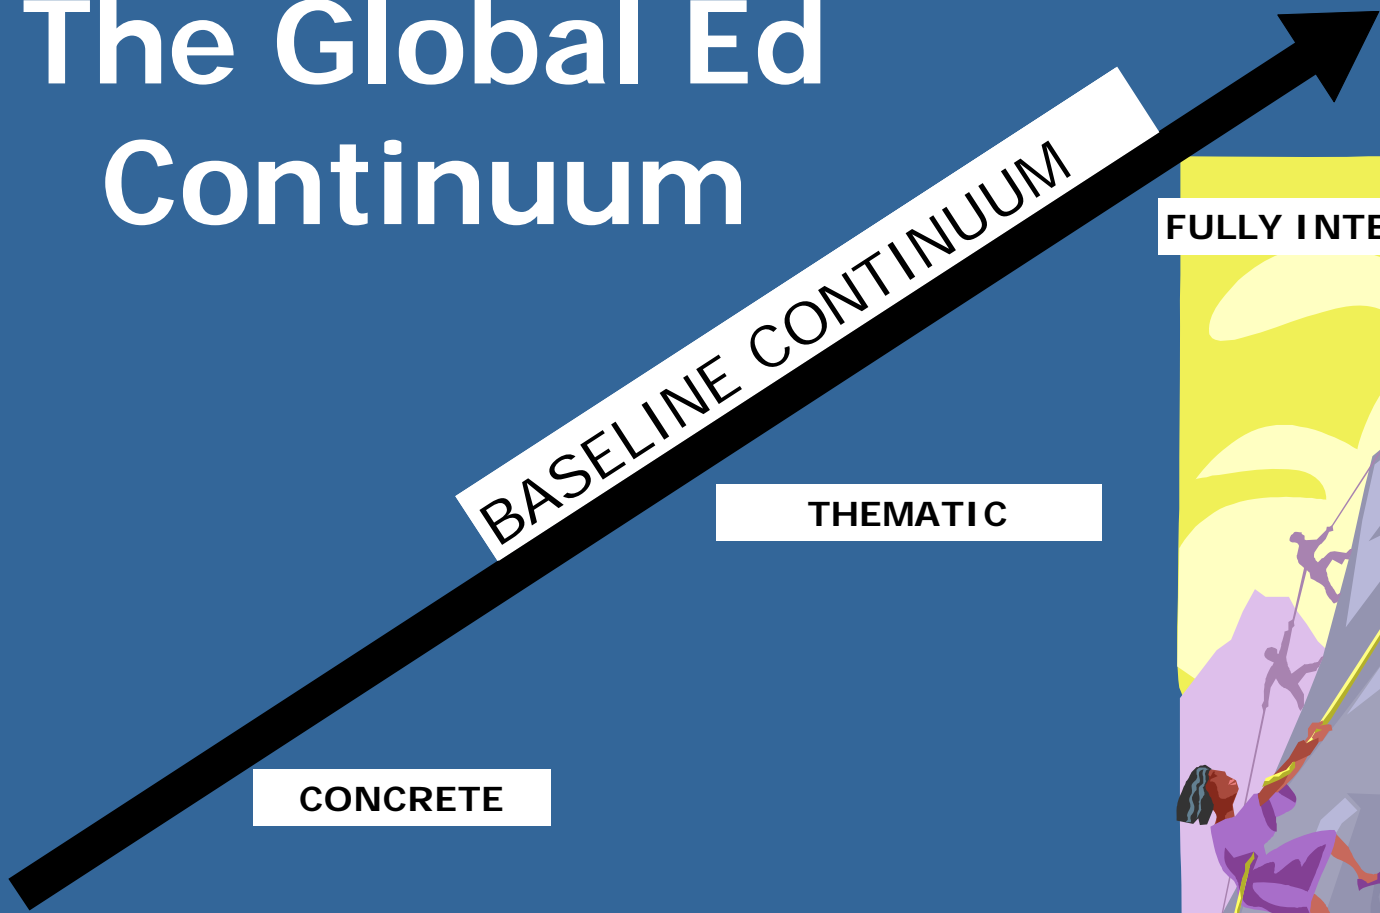 The Global Ed
Continuum
BASELINE CONTINUUM
FULLY INTE
THEMATIC
CONCRETE